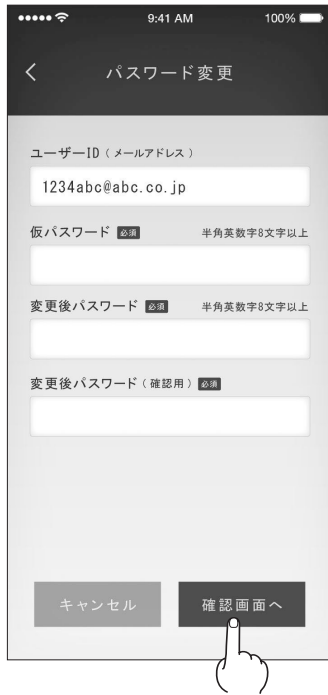 9:41 AM 100%
パスワード変更
ユーザーID（メールアドレス）
1234abc@abc.co.jp
仮パスワード 必須 半角英数字8文字以上
変更後パスワード 必須 半角英数字8文字以上
変更後パスワード（確認用）必須
キャンセル 確認画面へ